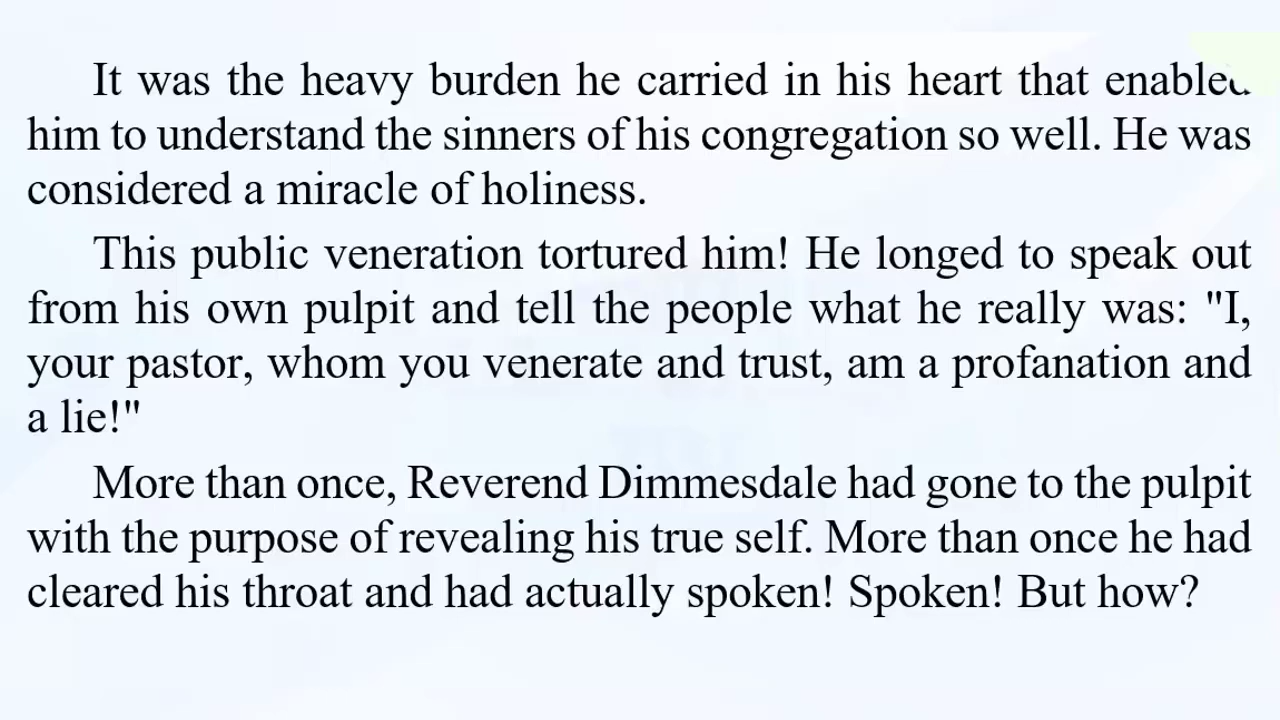 It was the heavy burden he carried in his heart that enabled
him to understand the sinners of his congregation so well. He was
considered a miracle of holiness.
This public veneration tortured him! He longed to speak out
from his own pulpit and tell the people what he really was: "I,
your pastor, whom you venerate and trust, am a profanation and
a lie!"
More than once, Reverend Dimmesdale had gone to the pulpit
with the purpose of revealing his true self. More than once he had
cleared his throat and had actually spoken! Spoken! But how?